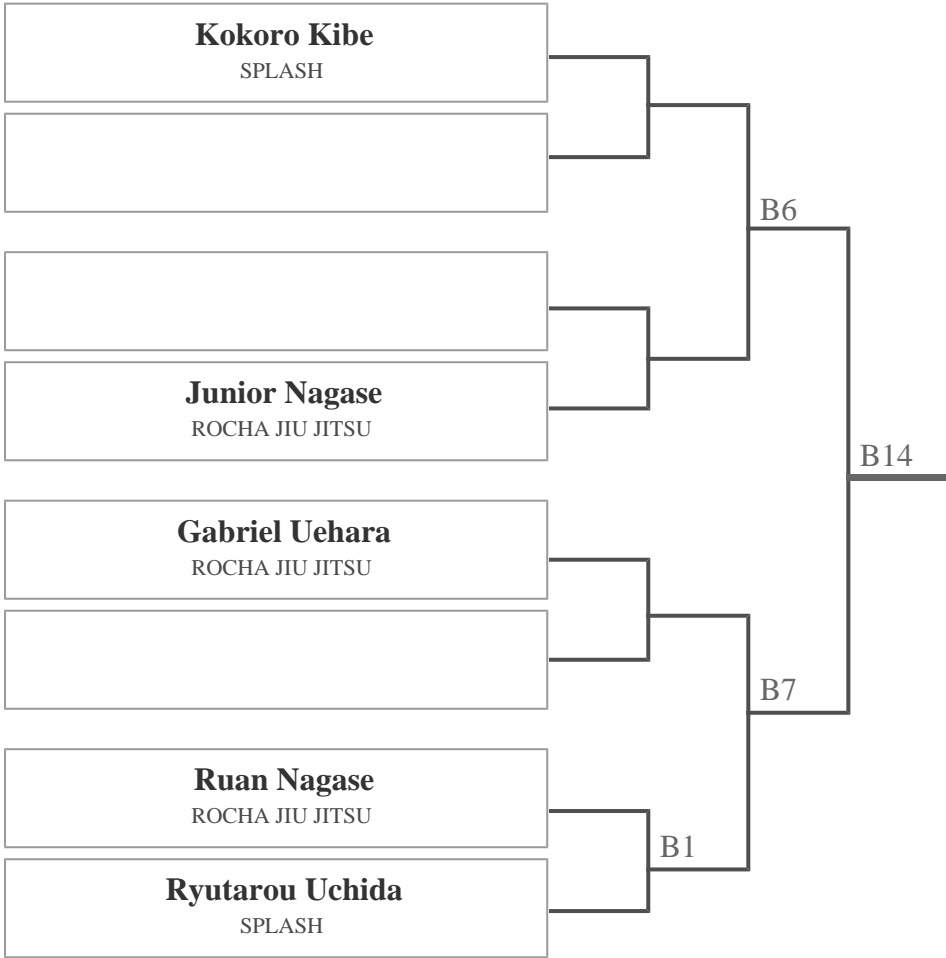 Kokoro Kibe
SPLASH
B6
Junior Nagase
ROCHA JIU JITSU
B14
Gabriel Uehara
ROCHA JIU JITSU
B7
Ruan Nagase
ROCHA JIU JITSU
B1
Ryutarou Uchida
SPLASH